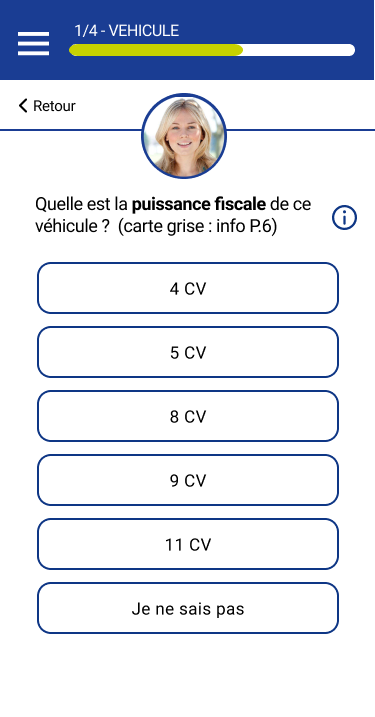 1/4 - VEHICULE
Retour
Quelle est la puissance fiscale de ce
véhicule ? (carte grise : info P.6)
4 CV
5 CV
8 CV
9 CV
11 CV
Je ne sais pas